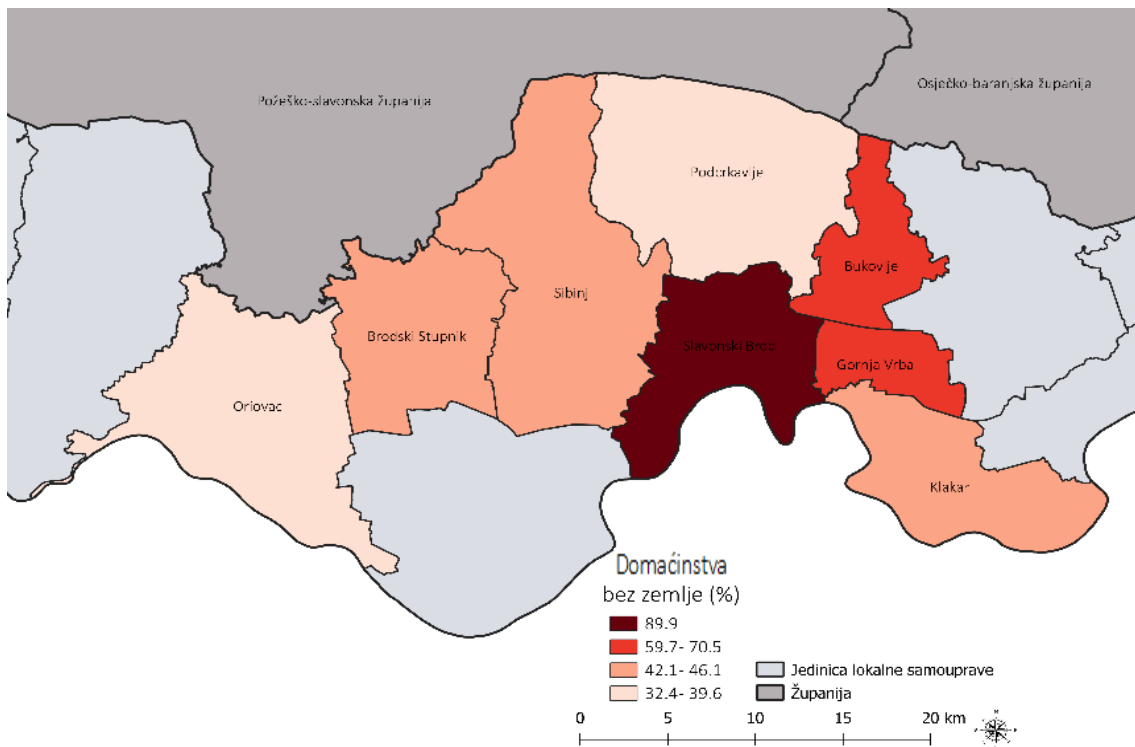 Osječko-baranjska županija
Požeško-slavonska županija
Podcrkavlje
Bukovlje
Sibinj
Brodski Stupnik
Slavonski Brod
Gornja Vrba
Oriovac
Klakar
Domaćinstva
bez zemlje (%)
89.9
59.7- 70.5
42.1- 46.1
32.4- 39.6
Jedinica lokalne samouprave
Županija
0 5 10 15 20 km